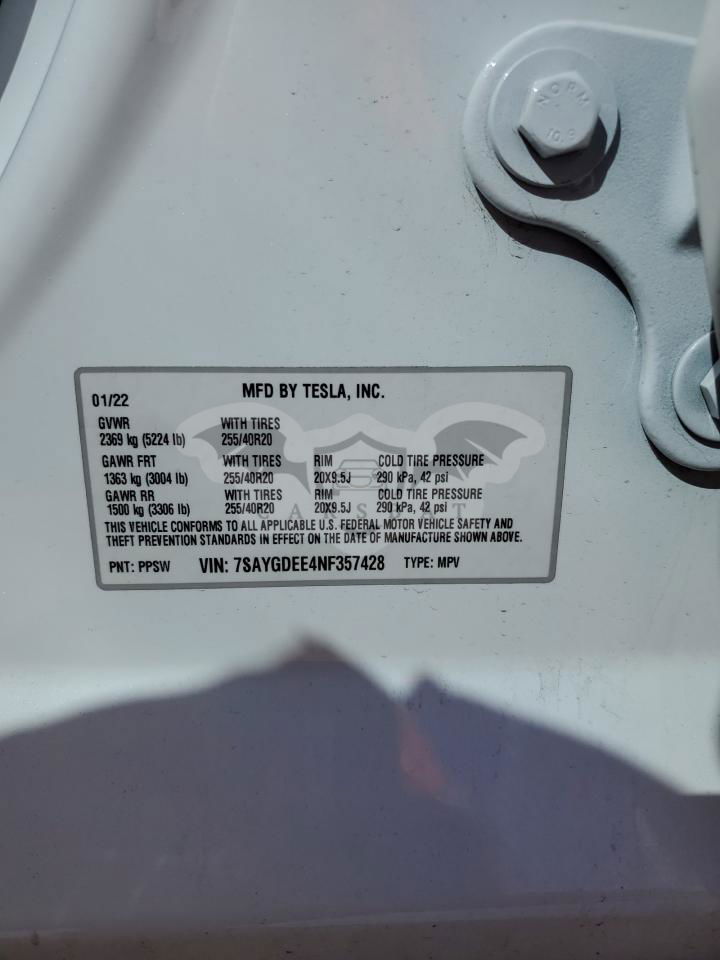 NORM
10.9
01/22 MFD BY TESLA, INC.
GVWR WITH TIRES
2369 kg (5224 lb) 255/40R20
GAWR FRT WITH TIRES RIM COLD TIRE PRESSURE
1363 kg (3004 lb) 255/40R20 20X9.5J 290 kPa, 42 psi
GAWR RR WITH TIRES RIM COLD TIRE PRESSURE
1500 kg (3306 lb) 255/40R20 20X9.5J 290 kPa, 42 psi
CARSBAT
THIS VEHICLE CONFORMS TO ALL APPLICABLE U.S. FEDERAL MOTOR VEHICLE SAFETY AND
THEFT PREVENTION STANDARDS IN EFFECT ON THE DATE OF MANUFACTURE SHOWN ABOVE.
PNT: PPSW VIN: 7SAYGDEE4NF357428 TYPE: MPV